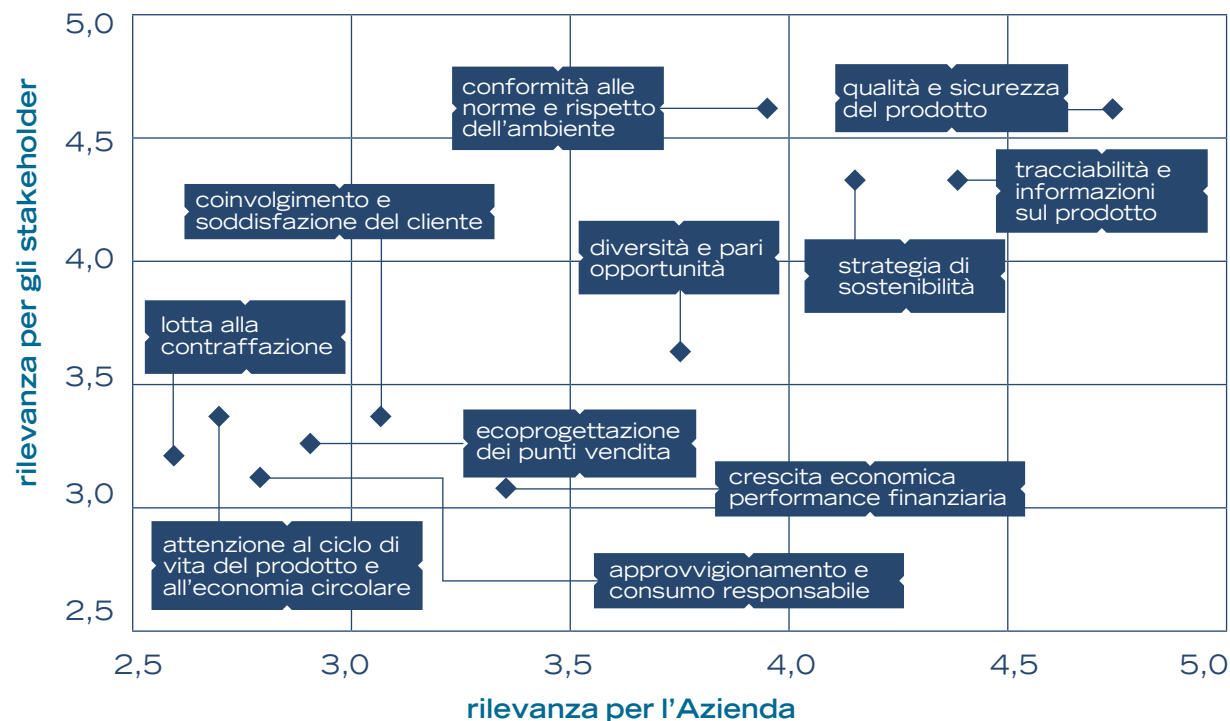 5,0
4,5
4,0
3,5
3,0
2,5
rilevanza per gli stakeholder
conformità alle
norme e rispetto
dell'ambiente
qualità e sicurezza
del prodotto
tracciabilità e
informazioni
sul prodotto
coinvolgimento e
soddisfazione del cliente
diversità e pari
opportunità
strategia di
sostenibilità
lotta alla
contraffazione
ecoprogettazione
dei punti vendita
crescita economica
performance finanziaria
attenzione al ciclo di
vita del prodotto e
all'economia circolare
approvvigionamento e
consumo responsabile
2,5
3,0
3,5
4,0
4,5
5,0
rilevanza per l'Azienda